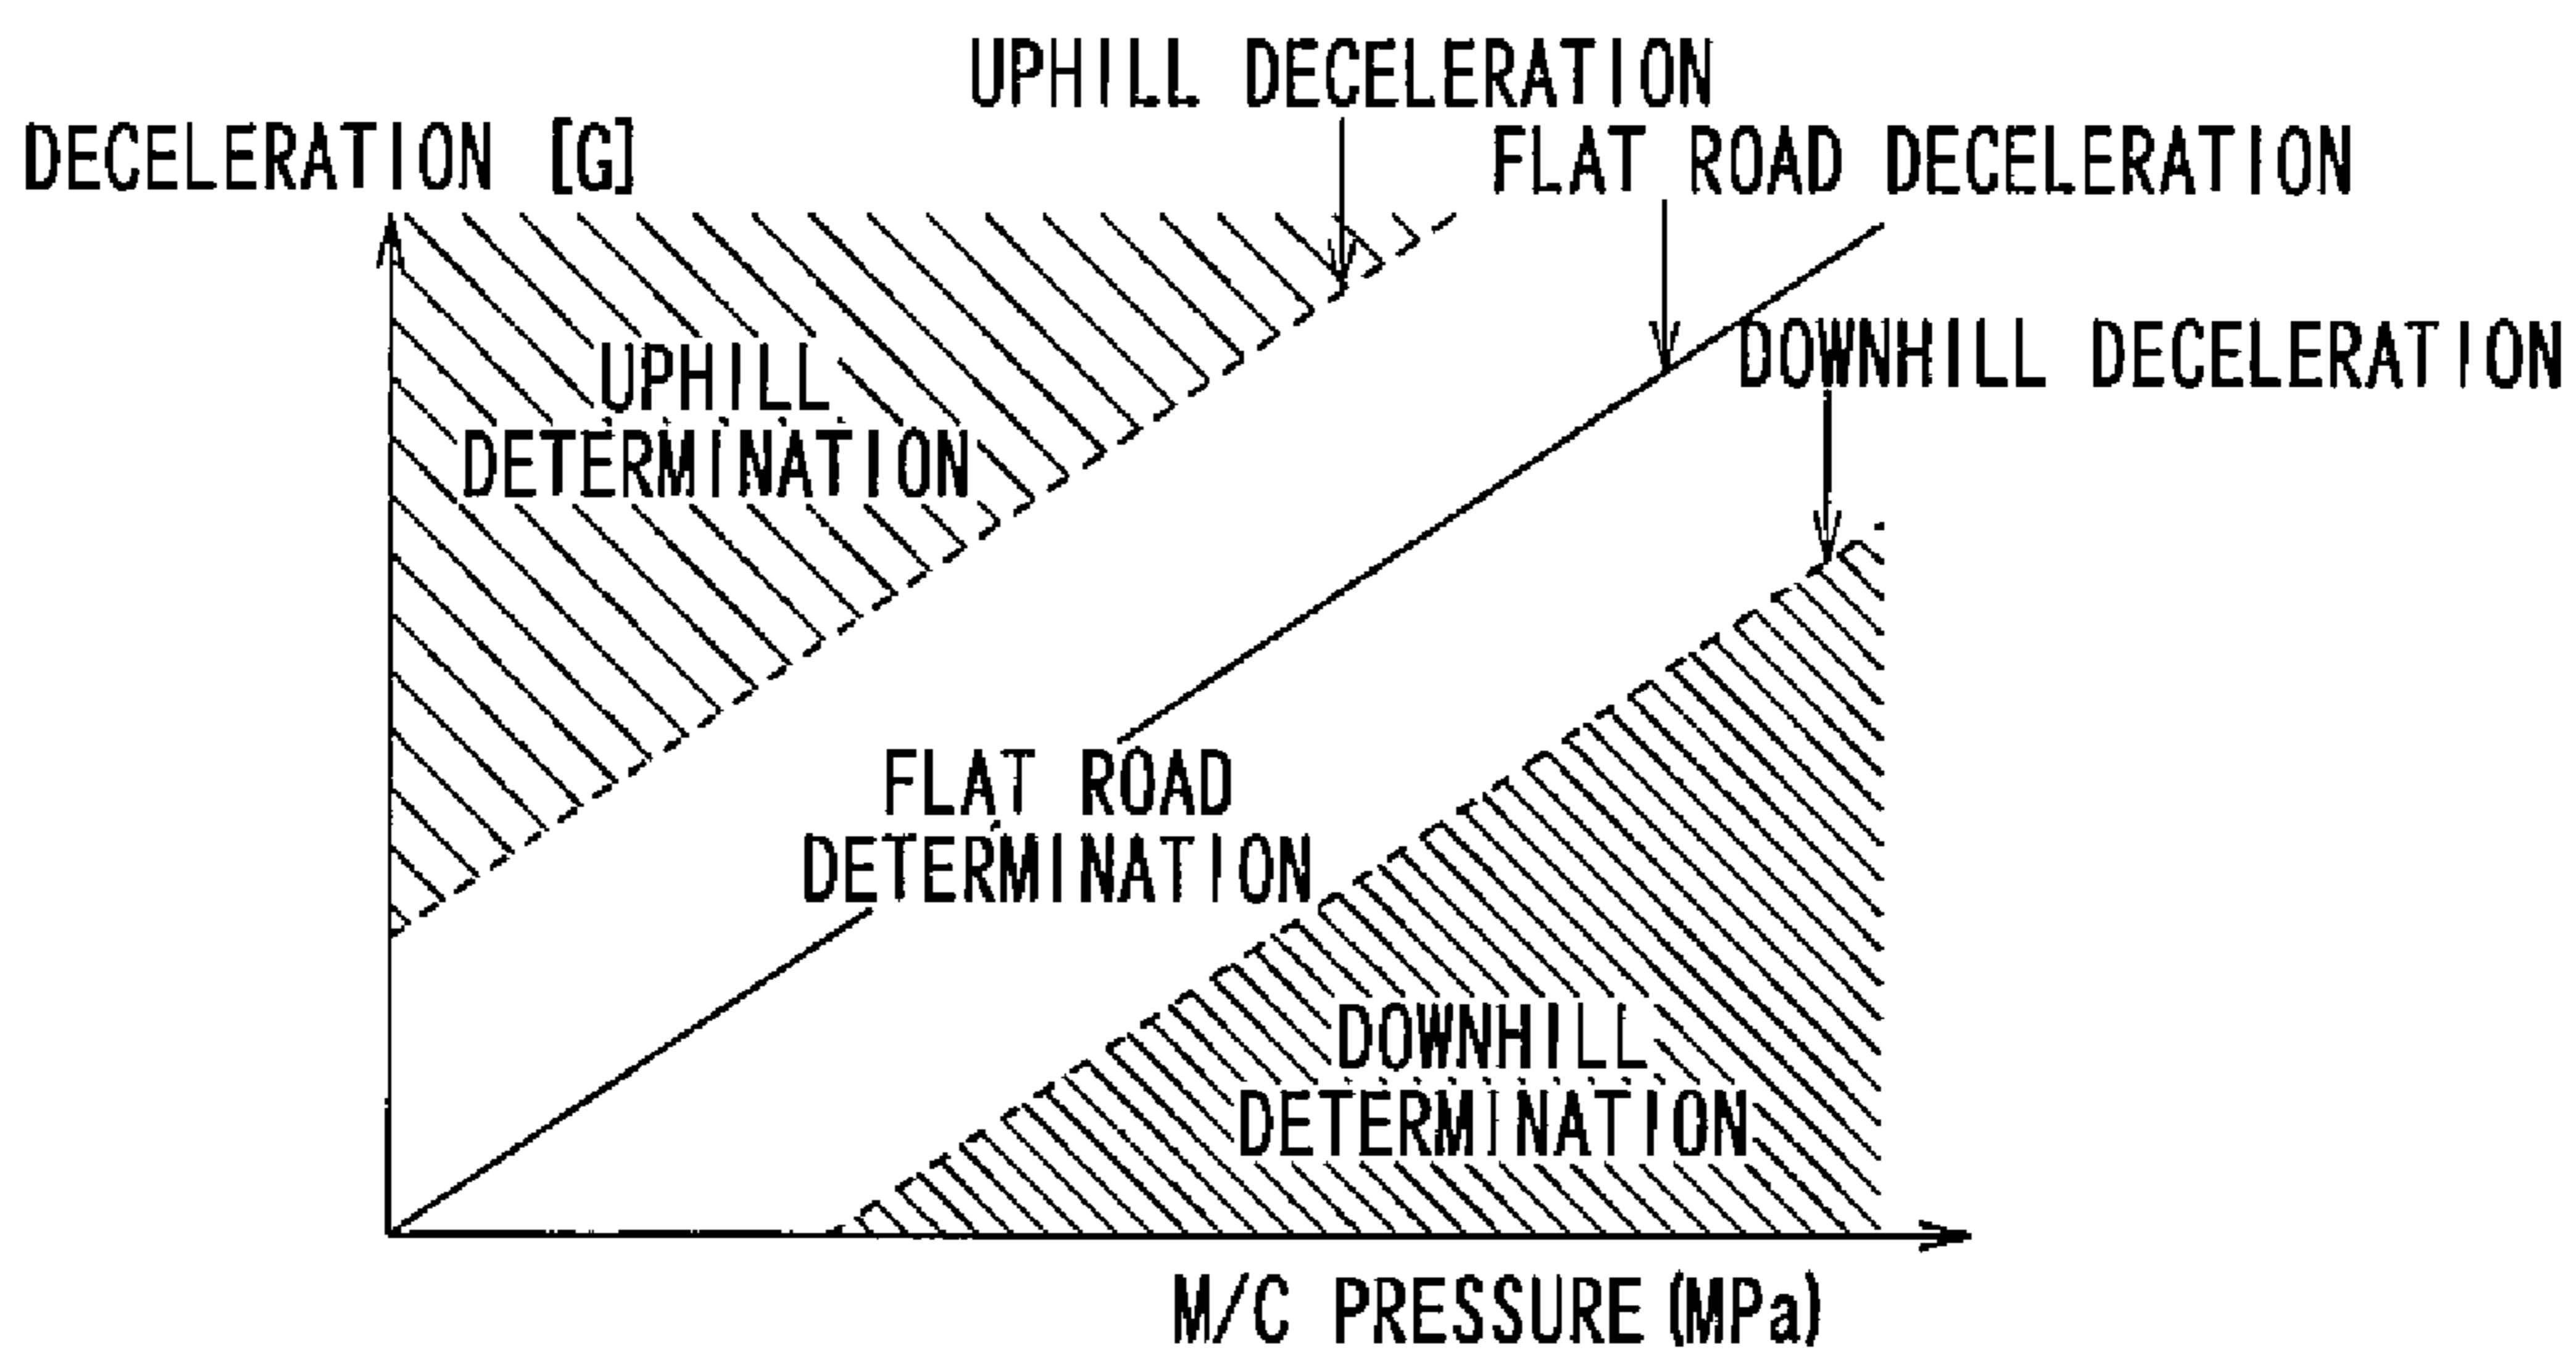 UPHILL DECELERATION
DECELERATION [G]
FLAT ROAD DECELERATION
DOWNHILL DECELERATION
UPHILL
DETERMINATION
FLAT ROAD
DETERMINATION
DOWNHILL
DETERMINATION
M/C PRESSURE (MPa)